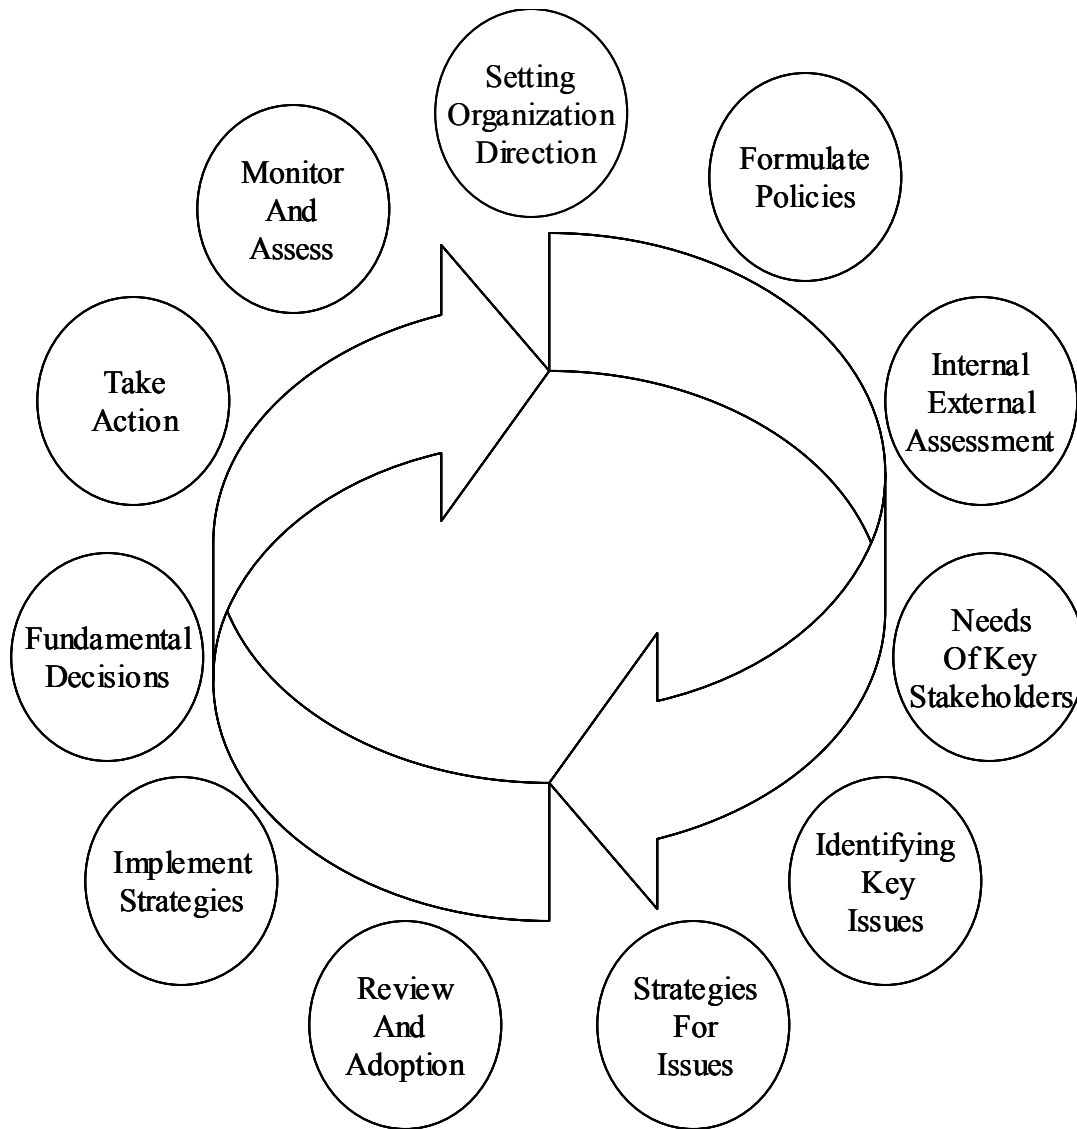 Setting
Organization
Direction
Formulate
Policies
Internal
External
Assessment
Needs
Of Key
Stakeholders
Identifying
Key
Issues
Strategies
For
Issues
Review
And
Adoption
Implement
Strategies
Fundamental
Decisions
Take
Action
Monitor
And
Assess